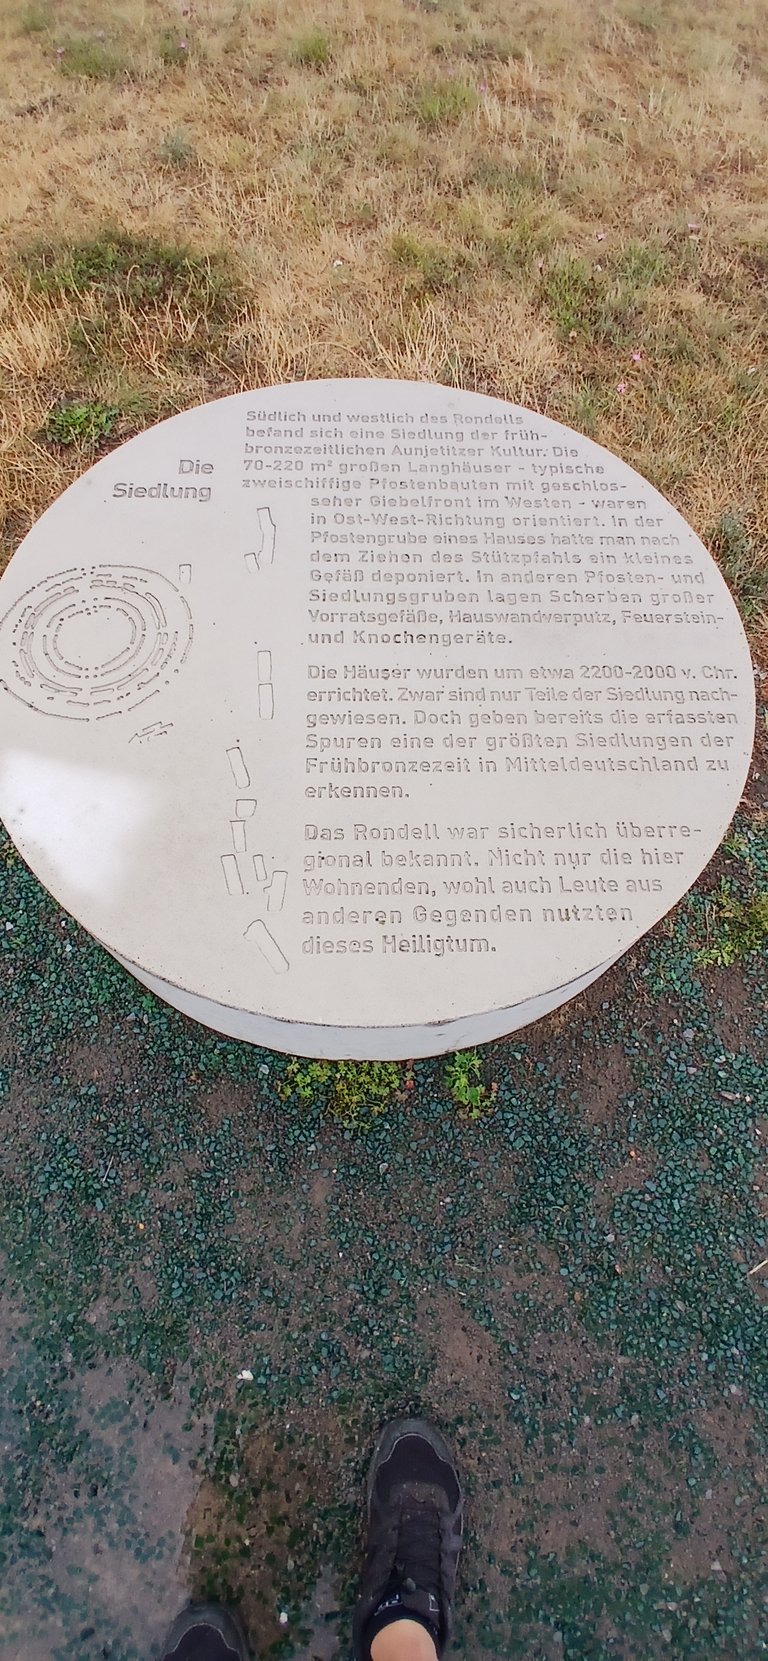 Die
Siedlung
Südlich und westlich des Rondells
befand sich eine Siedlung der früh-
bronzezeitlichen Aunjetitzer Kultur. Die
70-220 m² großen Langhäuser - typische
zweischiffige Pfostenbauten mit geschlos-
sener Giebelfront im Westen - waren
in Ost-West-Richtung orientiert. In der
Pfostengrube eines Hauses hatte man nach
dem Ziehen des Stützpfahls ein kleines
Gefäß deponiert. In anderen Pfosten- und
Siedlungsgruben lagen Scherben großer
Vorratsgefäße, Hauswandverputz, Feuerstein-
und Knochengeräte.
Die Häuser wurden um etwa 2200-2000 v. Chr.
errichtet. Zwar sind nur Teile der Siedlung nach-
gewiesen. Doch geben bereits die erfassten
Spuren eine der größten Siedlungen der
Frühbronzezeit in Mitteldeutschland zu
erkennen.
Das Rondell war sicherlich überre-
gional bekannt. Nicht nur die hier
Wohnenden, wohl auch Leute aus
anderen Gegenden nutzten
dieses Heiligtum.